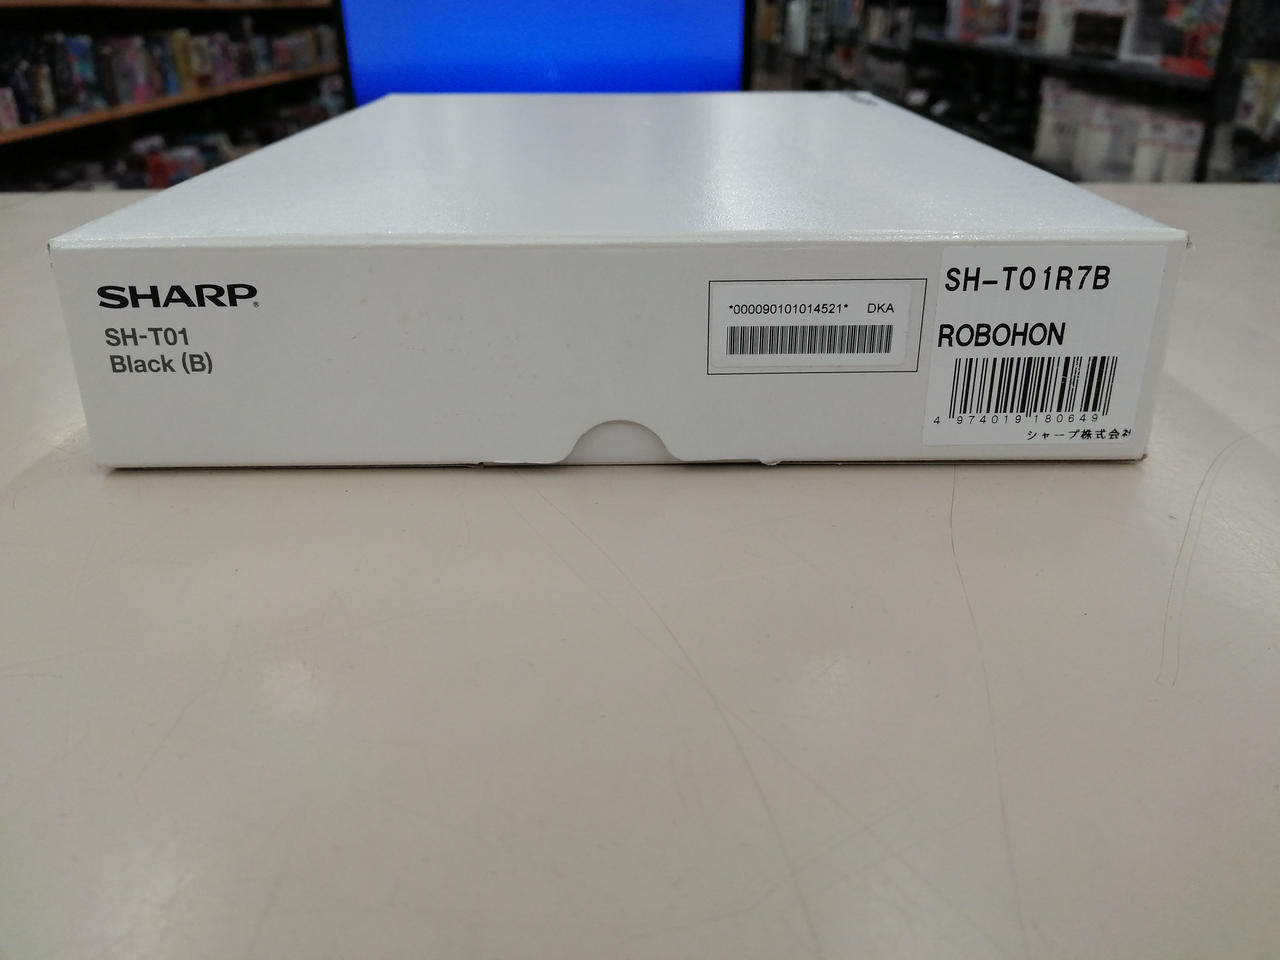 SHARP
SH-T01
Black (B)
*000090101014521* DKA
SH-T01R7B
ROBOHON
4 974019 180649
シャープ株式会社